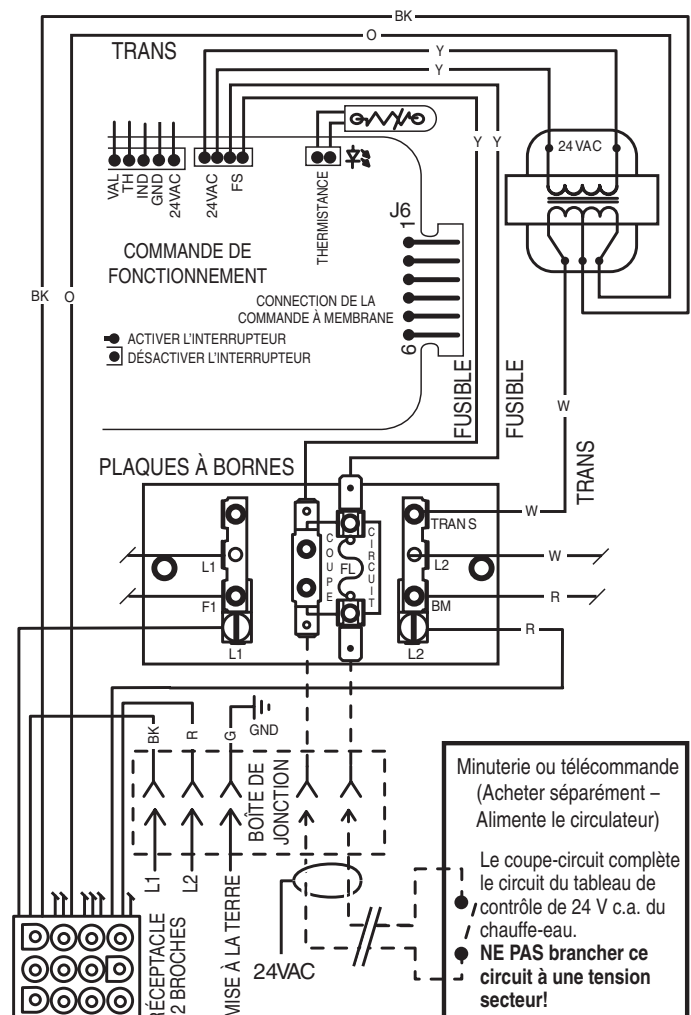 BK
O
Y
Y
TRANS
Y Y
24 VAC
VAL
TH
IND
GND
24VAC
24VAC
FS
THERMISTANCE
J6
1
COMMANDE DE
FONCTIONNEMENT
BK O
CONNECTION DE LA
COMMANDE À MEMBRANE
ACTIVER L'INTERRUPTEUR
DÉSACTIVER L'INTERRUPTEUR
6
FUSIBLE
FUSIBLE
W
TRANS
PLAQUES À BORNES
TRANS
W
COUPE
CIRCUIT
FL
L1
L2
W
F1
BM
R
R
L1
L2
BK
R
G
GND
BOÎTE DE
JONCTION
L1
L2
MISE À LA TERRE
24VAC
RÉCEPTACLE
2 BROCHES
Minuterie ou télécommande
(Acheter séparément –
Alimente le circulateur)
Le coupe-circuit complète
le circuit du tableau de
contrôle de 24 V c.a. du
chauffe-eau.
NE PAS brancher ce
circuit à une tension
secteur!